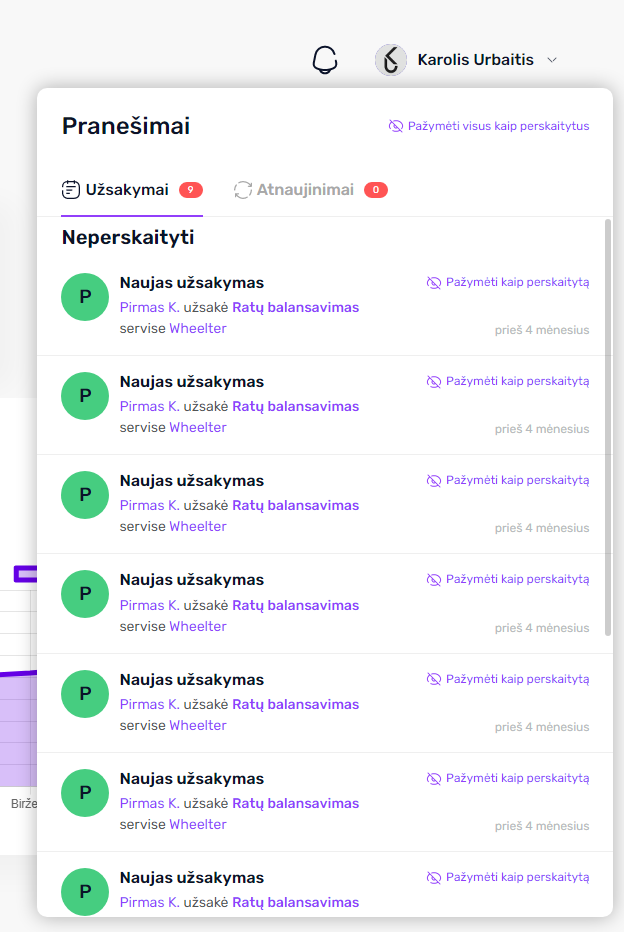 Karolis Urbaitis
Pranešimai
Pažymėti visus kaip perskaitytus
Užsakymai 9
Atnaujinimai 0
Neperskaityti
P
Naujas užsakymas
Pažymėti kaip perskaitytą
Pirmas K. užsakė Ratų balansavimas
servise Wheelter
prieš 4 mėnesius
P
Naujas užsakymas
Pažymėti kaip perskaitytą
Pirmas K. užsakė Ratų balansavimas
servise Wheelter
prieš 4 mėnesius
P
Naujas užsakymas
Pažymėti kaip perskaitytą
Pirmas K. užsakė Ratų balansavimas
servise Wheelter
prieš 4 mėnesius
P
Naujas užsakymas
Pažymėti kaip perskaitytą
Pirmas K. užsakė Ratų balansavimas
servise Wheelter
prieš 4 mėnesius
P
Naujas užsakymas
Pažymėti kaip perskaitytą
Pirmas K. užsakė Ratų balansavimas
servise Wheelter
prieš 4 mėnesius
P
Naujas užsakymas
Pažymėti kaip perskaitytą
Pirmas K. užsakė Ratų balansavimas
servise Wheelter
prieš 4 mėnesius
Birže
P
Naujas užsakymas
Pažymėti kaip perskaitytą
Pirmas K. užsakė Ratų balansavimas